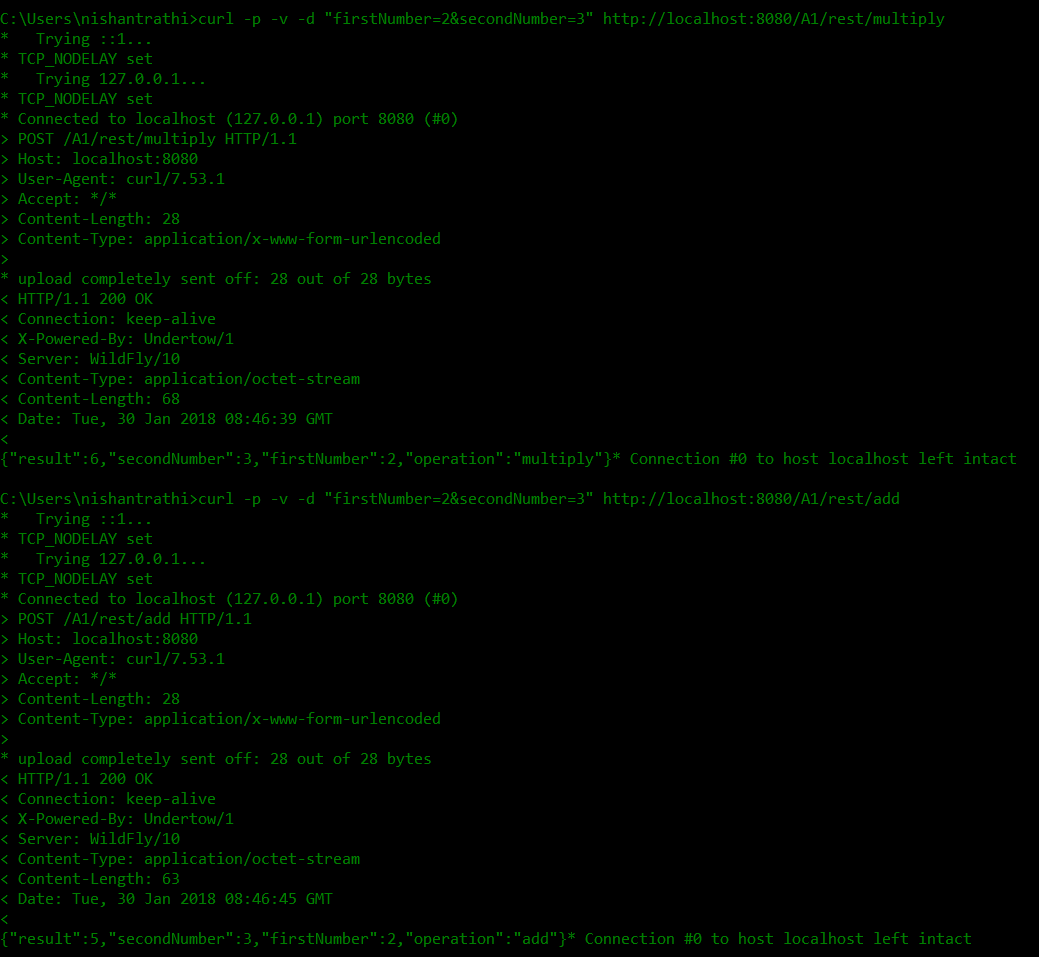 C:\Users\nishantrathi>curl -p -v -d "firstNumber=2&secondNumber=3" http://localhost:8080/A1/rest/multiply
*   Trying ::1...
* TCP_NODELAY set
*   Trying 127.0.0.1...
* TCP_NODELAY set
* Connected to localhost (127.0.0.1) port 8080 (#0)
> POST /A1/rest/multiply HTTP/1.1
> Host: localhost:8080
> User-Agent: curl/7.53.1
> Accept: */*
> Content-Length: 28
> Content-Type: application/x-www-form-urlencoded
>
* upload completely sent off: 28 out of 28 bytes
< HTTP/1.1 200 OK
< Connection: keep-alive
< X-Powered-By: Undertow/1
< Server: WildFly/10
< Content-Type: application/octet-stream
< Content-Length: 68
< Date: Tue, 30 Jan 2018 08:46:39 GMT
<
{"result":6,"secondNumber":3,"firstNumber":2,"operation":"multiply"}* Connection #0 to host localhost left intact
C:\Users\nishantrathi>curl -p -v -d "firstNumber=2&secondNumber=3" http://localhost:8080/A1/rest/add
*   Trying ::1...
* TCP_NODELAY set
*   Trying 127.0.0.1...
* TCP_NODELAY set
* Connected to localhost (127.0.0.1) port 8080 (#0)
> POST /A1/rest/add HTTP/1.1
> Host: localhost:8080
> User-Agent: curl/7.53.1
> Accept: */*
> Content-Length: 28
> Content-Type: application/x-www-form-urlencoded
>
* upload completely sent off: 28 out of 28 bytes
< HTTP/1.1 200 OK
< Connection: keep-alive
< X-Powered-By: Undertow/1
< Server: WildFly/10
< Content-Type: application/octet-stream
< Content-Length: 63
< Date: Tue, 30 Jan 2018 08:46:45 GMT
<
{"result":5,"secondNumber":3,"firstNumber":2,"operation":"add"}* Connection #0 to host localhost left intact